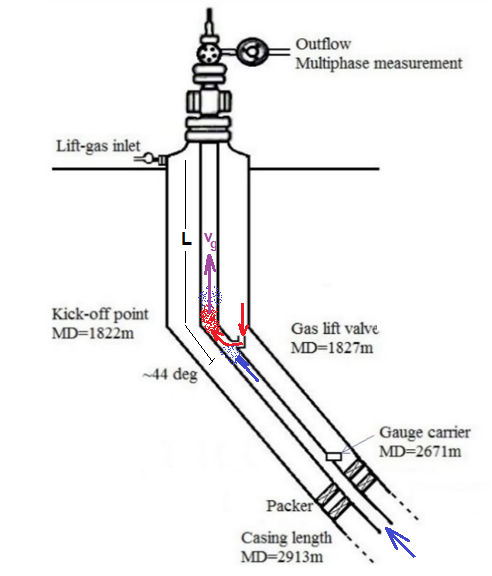 Outflow
Multiphase measurement
Lift-gas inlet
L
vg
Kick-off point
MD=1822m
Gas lift valve
MD=1827m
~44 deg
Gauge carrier
MD=2671m
Packer
Casing length
MD=2913m